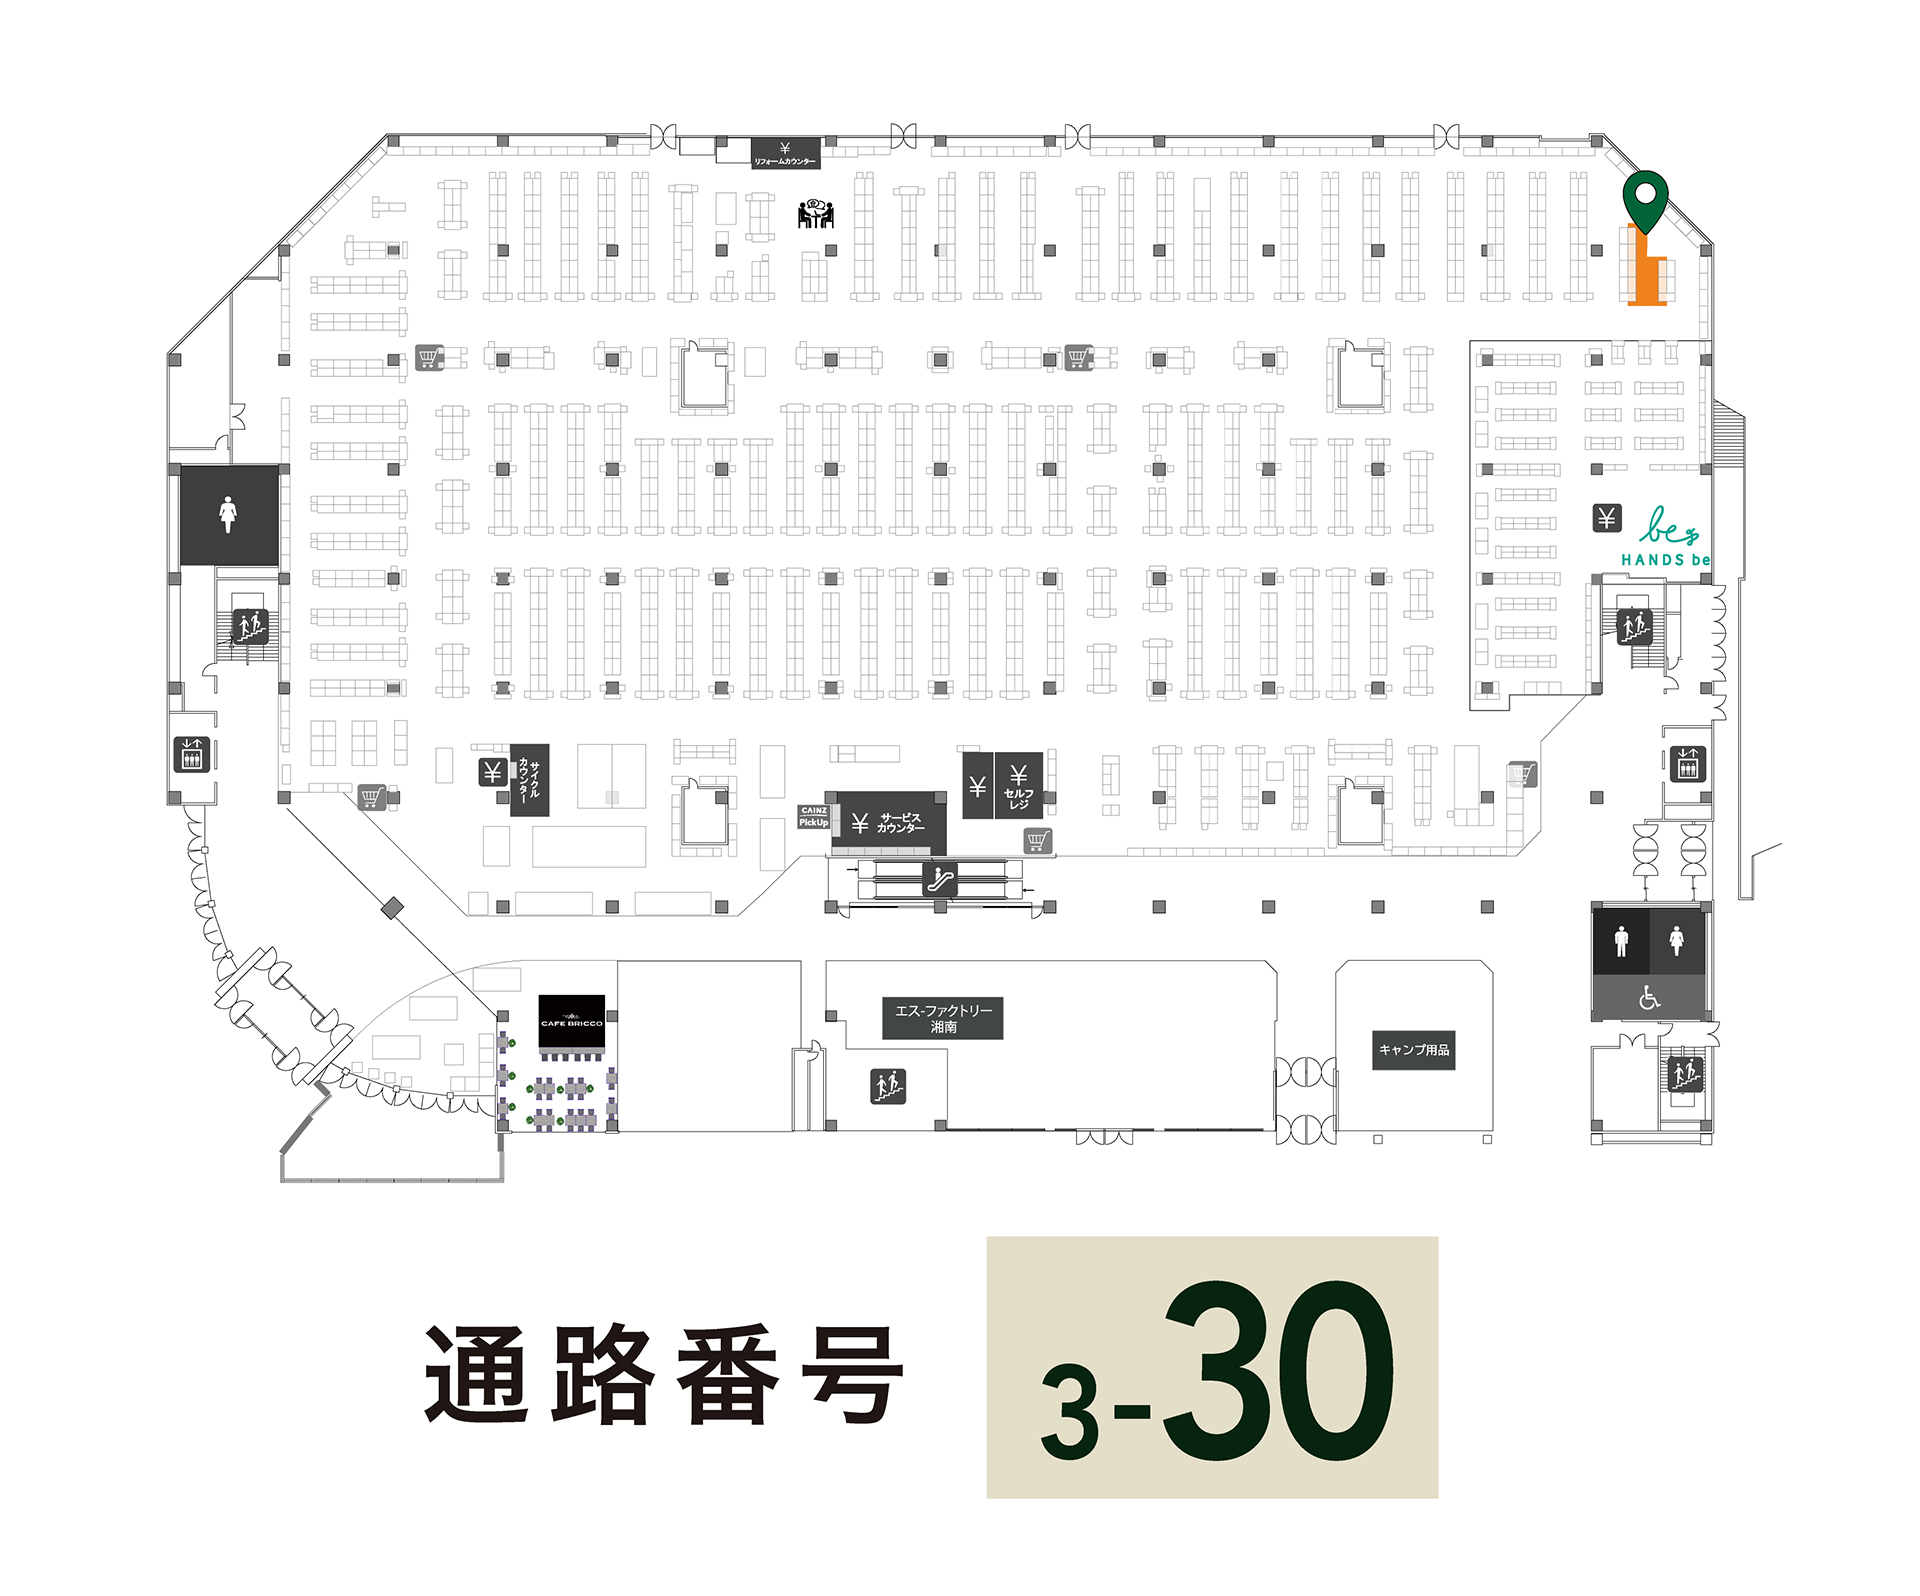 ¥
リフォームカウンター
¥
be
HANDS be
¥
サイクル
カウンター
¥
¥
セルフ
レジ
CAINZ
PickUp
¥
サービス
カウンター
CAFE BRICCO
エス-ファクトリー
湘南
キャンプ用品
通路番号
3-30